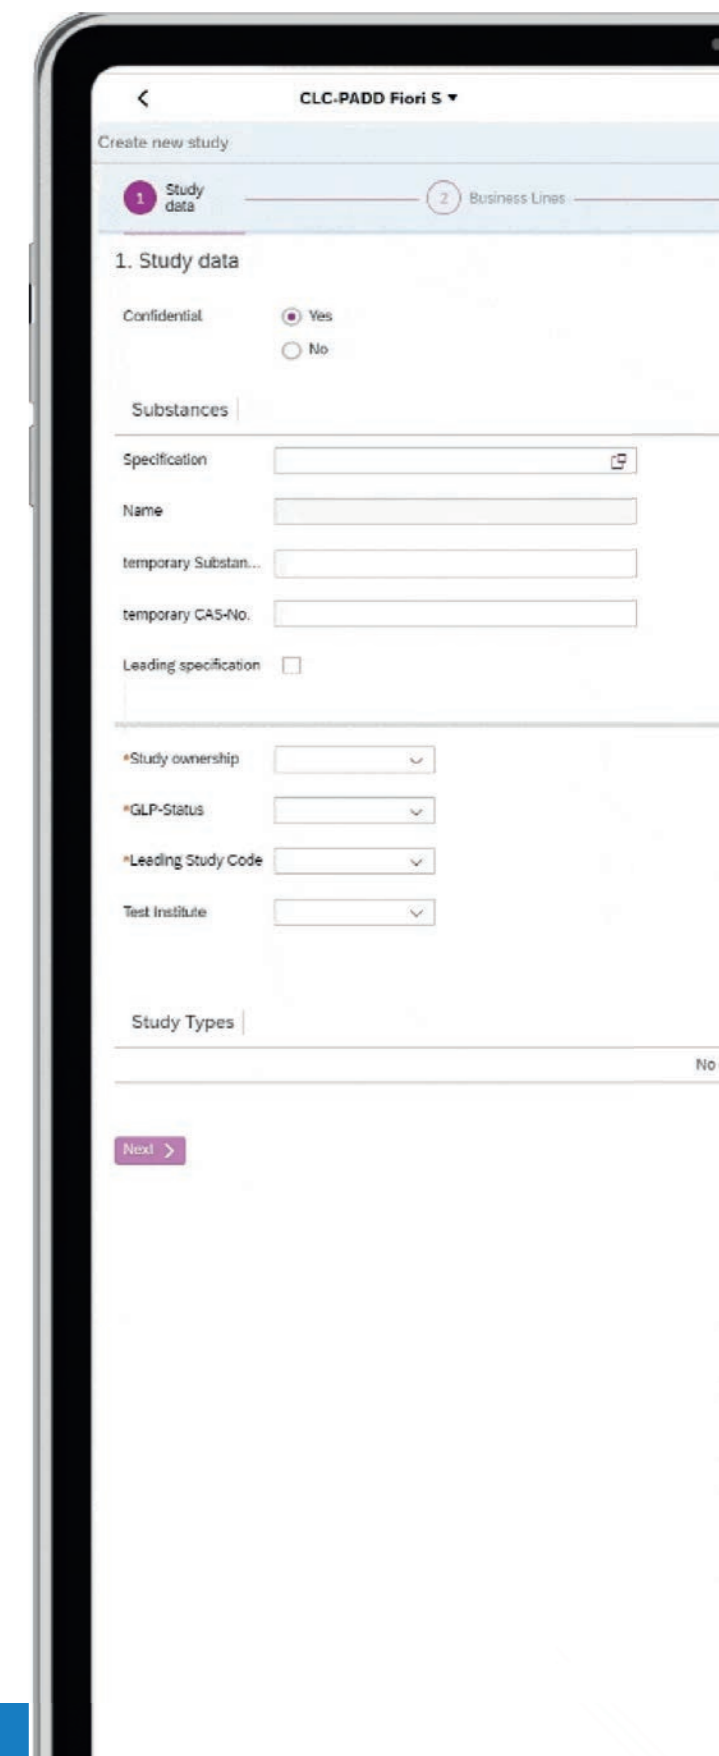 CLC-PADD Fiori S
Create new study
1 Study data
2 Business Lines
1. Study data
Confidential
Yes
No
Substances
Specification
Name
temporary Substan...
temporary CAS-No.
Leading specification
*Study ownership
*GLP-Status
*Leading Study Code
Test Institute
Study Types
No
Next